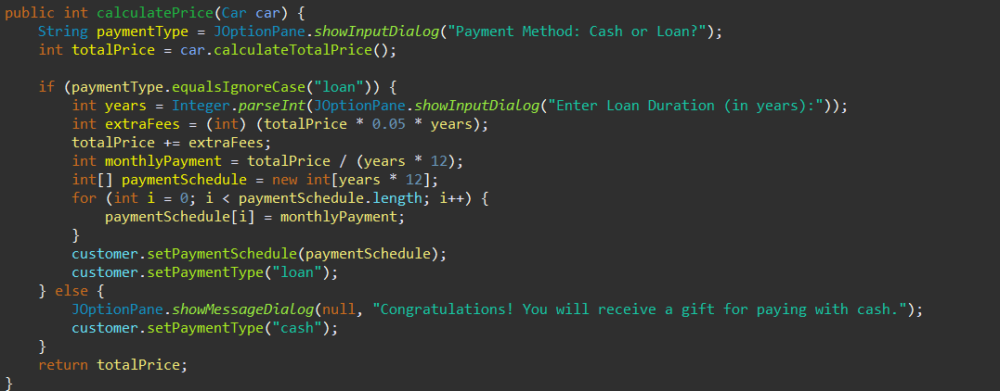 public int calculatePrice(Car car) {
    String paymentType = JOptionPane.showInputDialog("Payment Method: Cash or Loan?");
    int totalPrice = car.calculateTotalPrice();

    if (paymentType.equalsIgnoreCase("loan")) {
        int years = Integer.parseInt(JOptionPane.showInputDialog("Enter Loan Duration (in years):"));
        int extraFees = (int) (totalPrice * 0.05 * years);
        totalPrice += extraFees;
        int monthlyPayment = totalPrice / (years * 12);
        int[] paymentSchedule = new int[years * 12];
        for (int i = 0; i < paymentSchedule.length; i++) {
            paymentSchedule[i] = monthlyPayment;
        }
        customer.setPaymentSchedule(paymentSchedule);
        customer.setPaymentType("loan");
    } else {
        JOptionPane.showMessageDialog(null, "Congratulations! You will receive a gift for paying with cash.");
        customer.setPaymentType("cash");
    }
    return totalPrice;
}